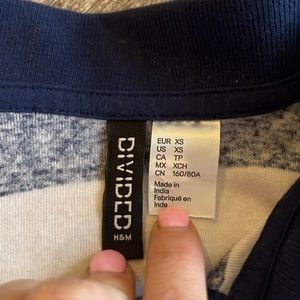 DIVIDED
H&M
EUR XS
US XS
CA TP
MX XCH
CN 160/80A
Made in
India
Fabriqué en
Inde